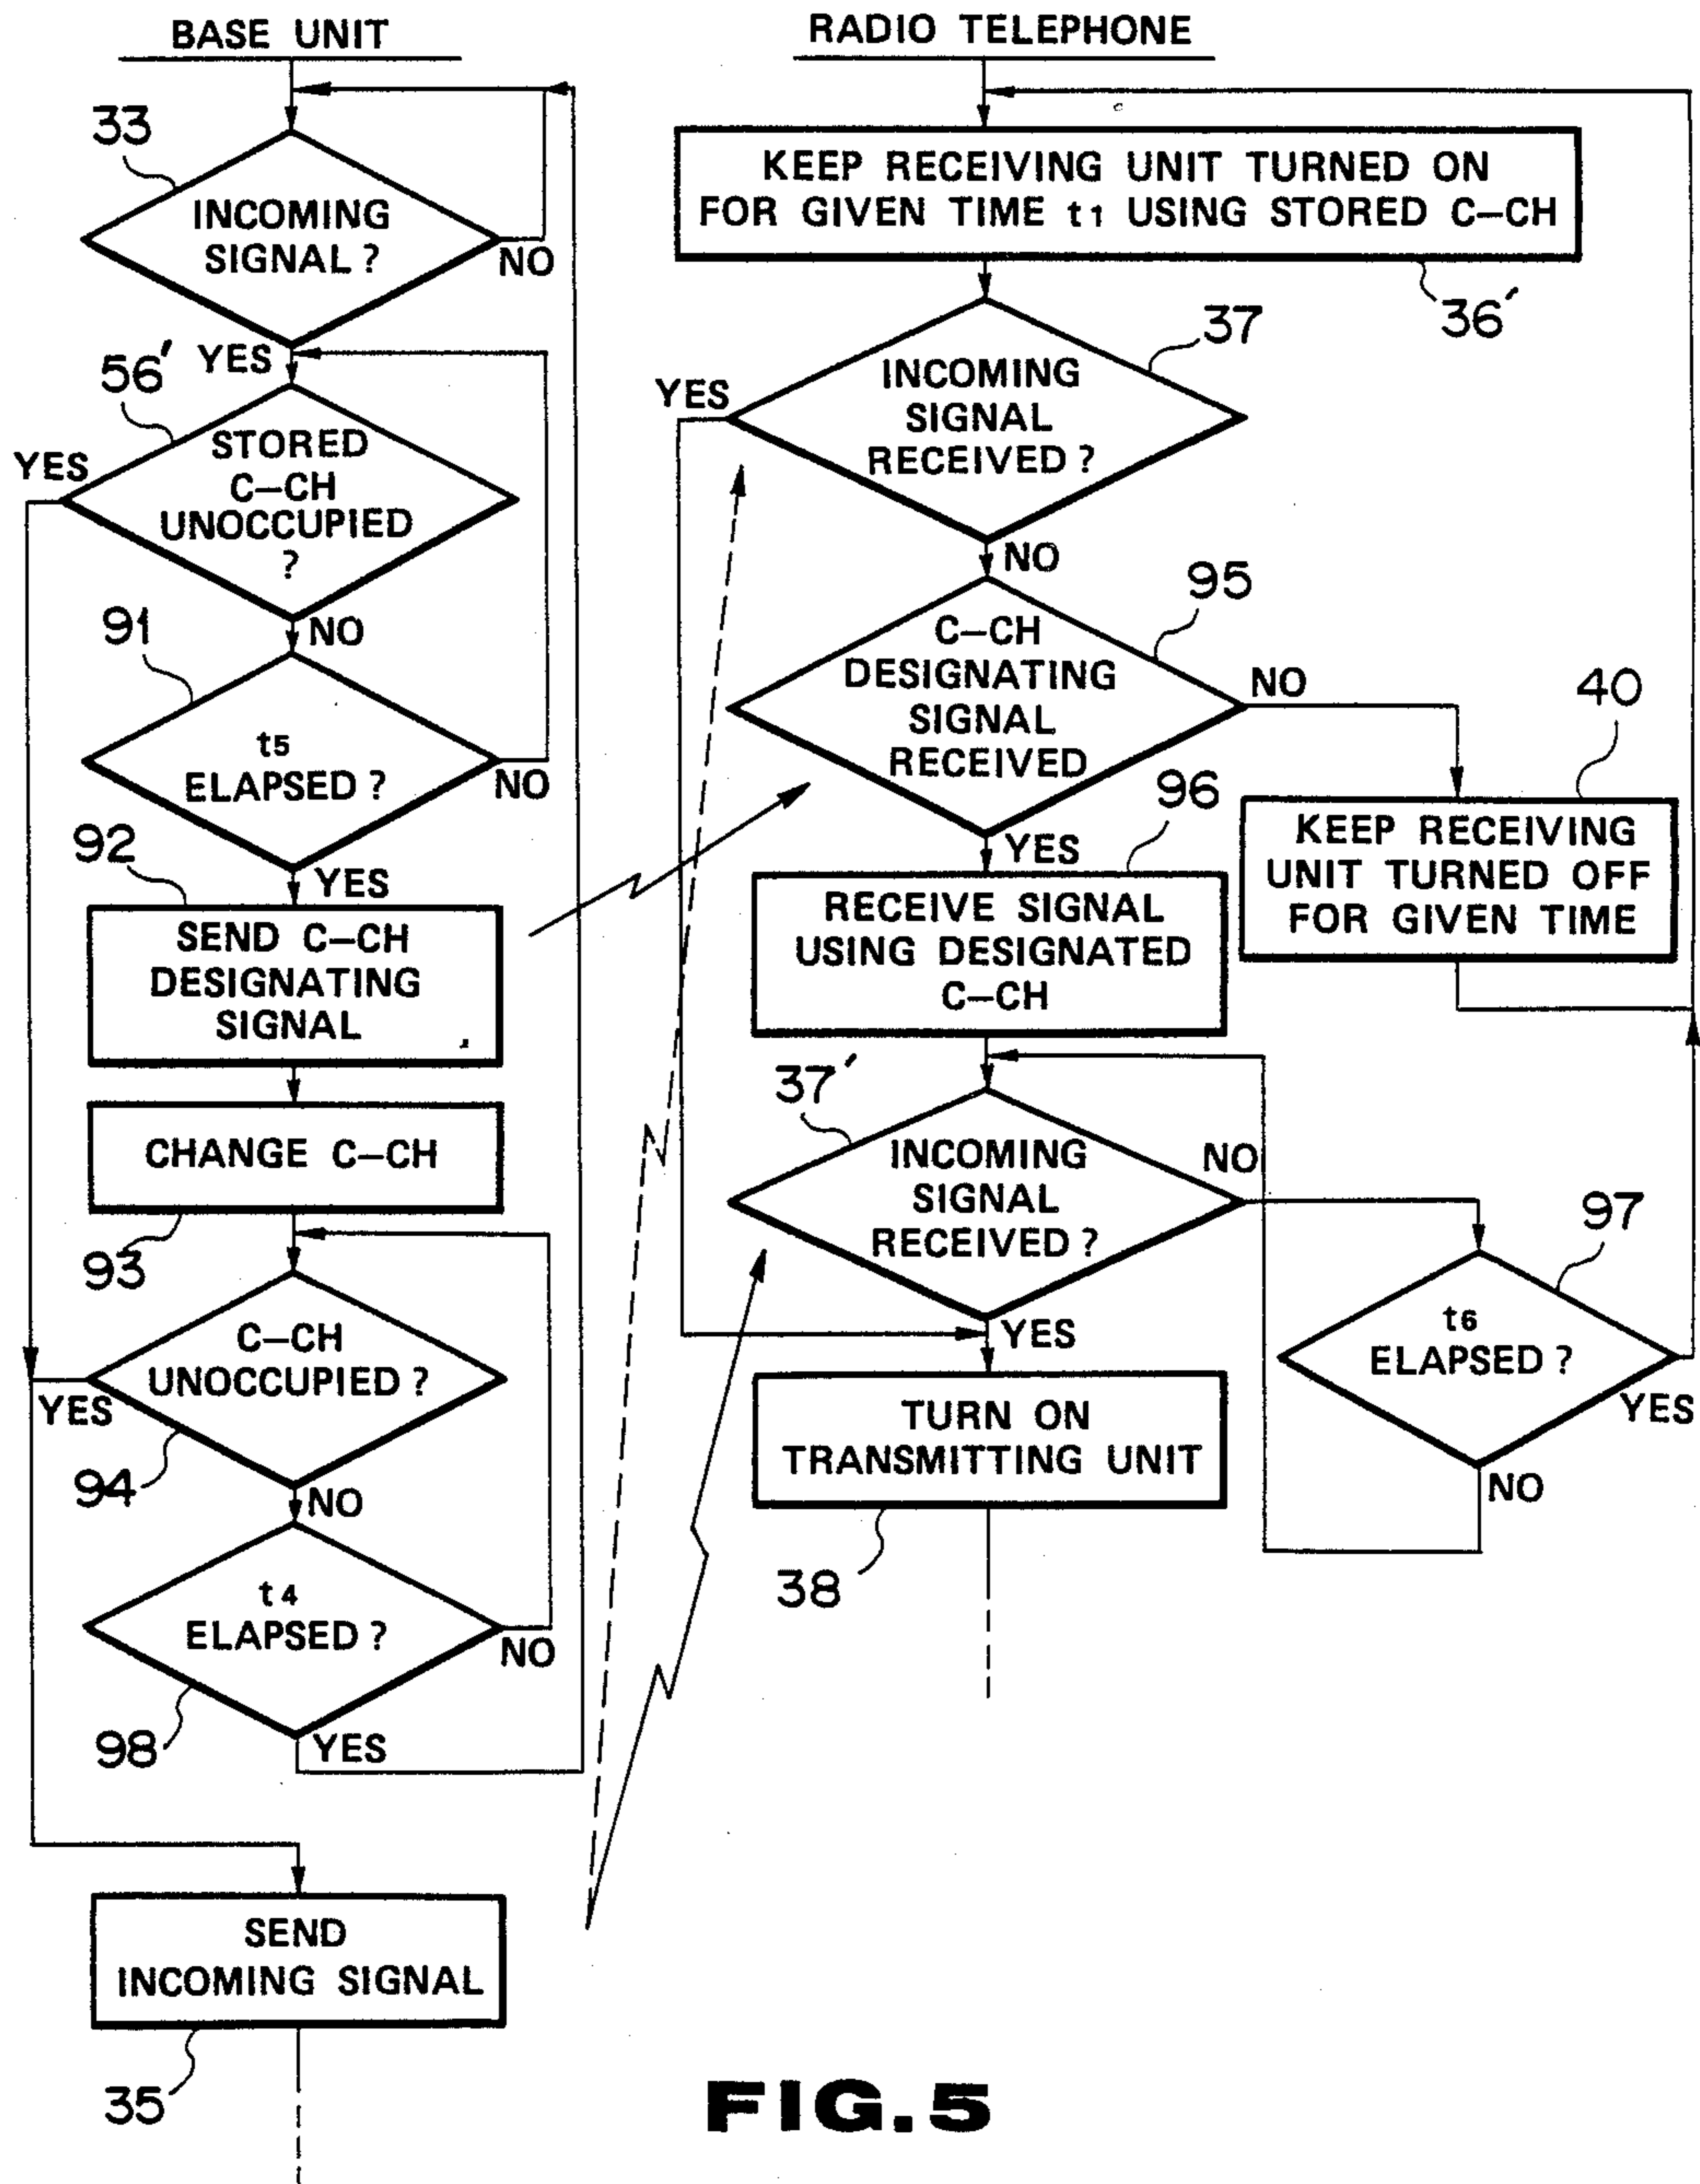 BASE UNIT
33
INCOMING
SIGNAL ?
NO
YES
56'
STORED
C–CH
UNOCCUPIED
?
YES
NO
91
t5
ELAPSED ?
NO
YES
92
SEND C–CH
DESIGNATING
SIGNAL
CHANGE C–CH
93
C–CH
UNOCCUPIED ?
YES
94
NO
t4
ELAPSED ?
NO
98
YES
SEND
INCOMING SIGNAL
35
RADIO TELEPHONE
KEEP RECEIVING UNIT TURNED ON
FOR GIVEN TIME t1 USING STORED C–CH
36'
37
INCOMING
SIGNAL
RECEIVED ?
YES
NO
95
C–CH
DESIGNATING
SIGNAL
RECEIVED
NO
YES
40
KEEP RECEIVING
UNIT TURNED OFF
FOR GIVEN TIME
96
RECEIVE SIGNAL
USING DESIGNATED
C–CH
37'
INCOMING
SIGNAL
RECEIVED ?
NO
YES
97
t6
ELAPSED ?
YES
NO
TURN ON
TRANSMITTING UNIT
38
FIG.5